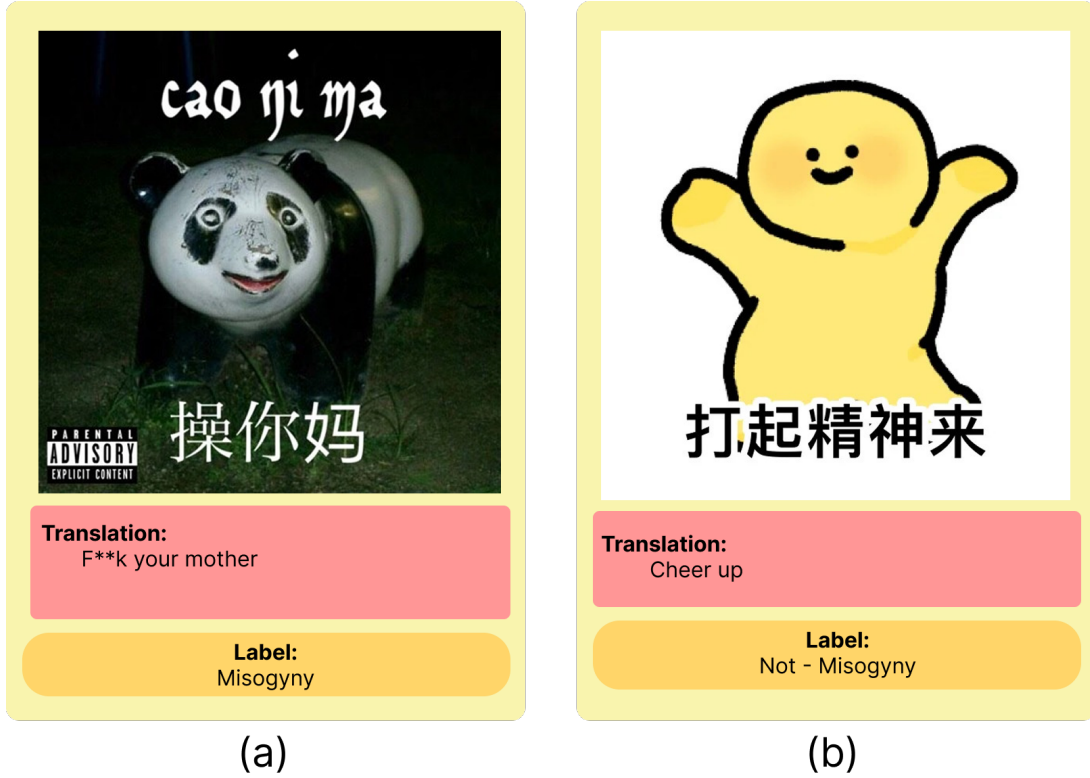 cao ni ma
操你妈
PARENTAL
ADVISORY
EXPLICIT CONTENT
Translation:
F**k your mother
Label:
Misogyny
(a)
打起精神来
Translation:
Cheer up
Label:
Not - Misogyny
(b)